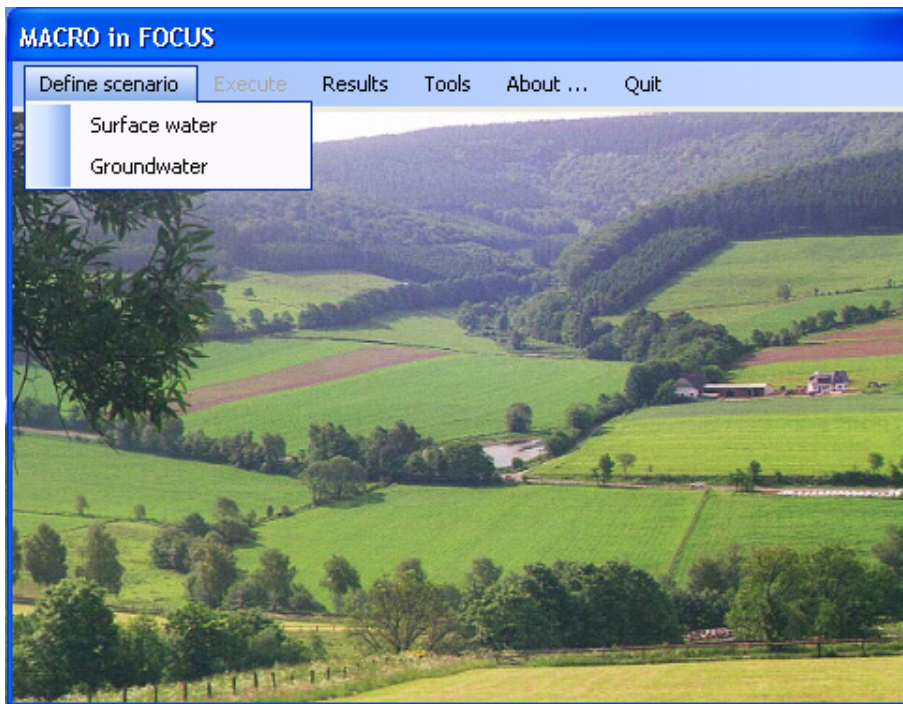 MACRO in FOCUS
Define scenario Execute Results Tools About ... Quit
Surface water
Groundwater